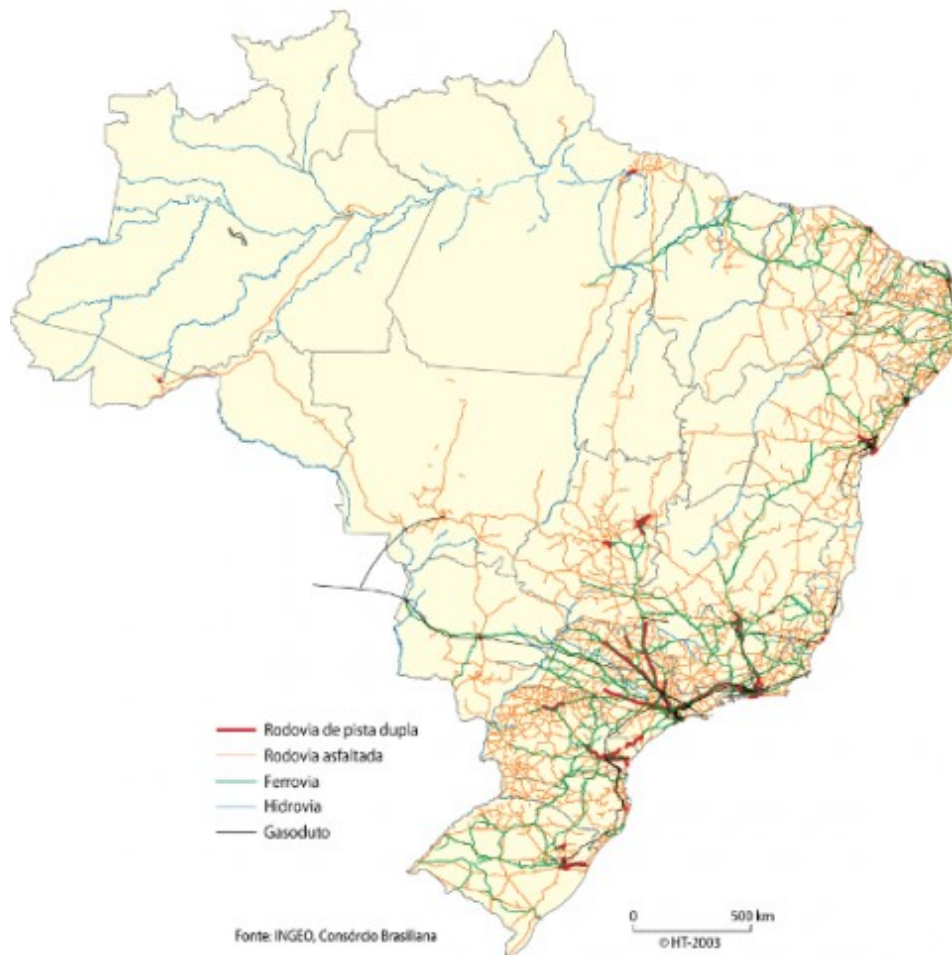 Rodovia de pista dupla
Rodovia asfaltada
Ferrovia
Hidrovia
Gasoduto
Fonte: INGEO, Consórcio Brasiliana
0 500 km
© HT-2003